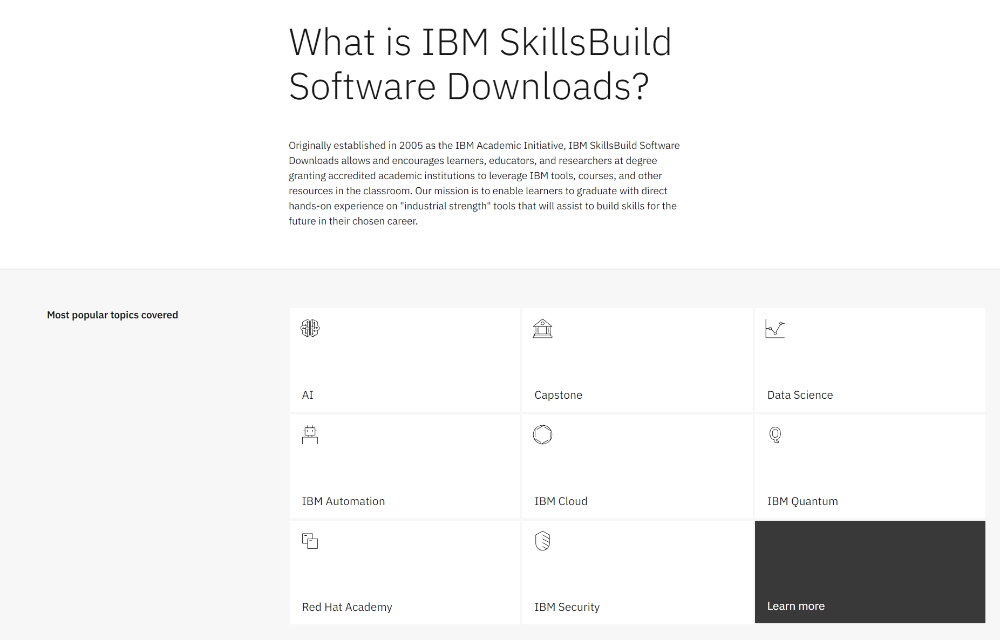 What is IBM SkillsBuild
Software Downloads?
Originally established in 2005 as the IBM Academic Initiative, IBM SkillsBuild Software
Downloads allows and encourages learners, educators, and researchers at degree
granting accredited academic institutions to leverage IBM tools, courses, and other
resources in the classroom. Our mission is to enable learners to graduate with direct
hands-on experience on "industrial strength" tools that will assist to build skills for the
future in their chosen career.
Most popular topics covered
AI
Capstone
Data Science
IBM Automation
IBM Cloud
Q
IBM Quantum
Red Hat Academy
IBM Security
Learn more